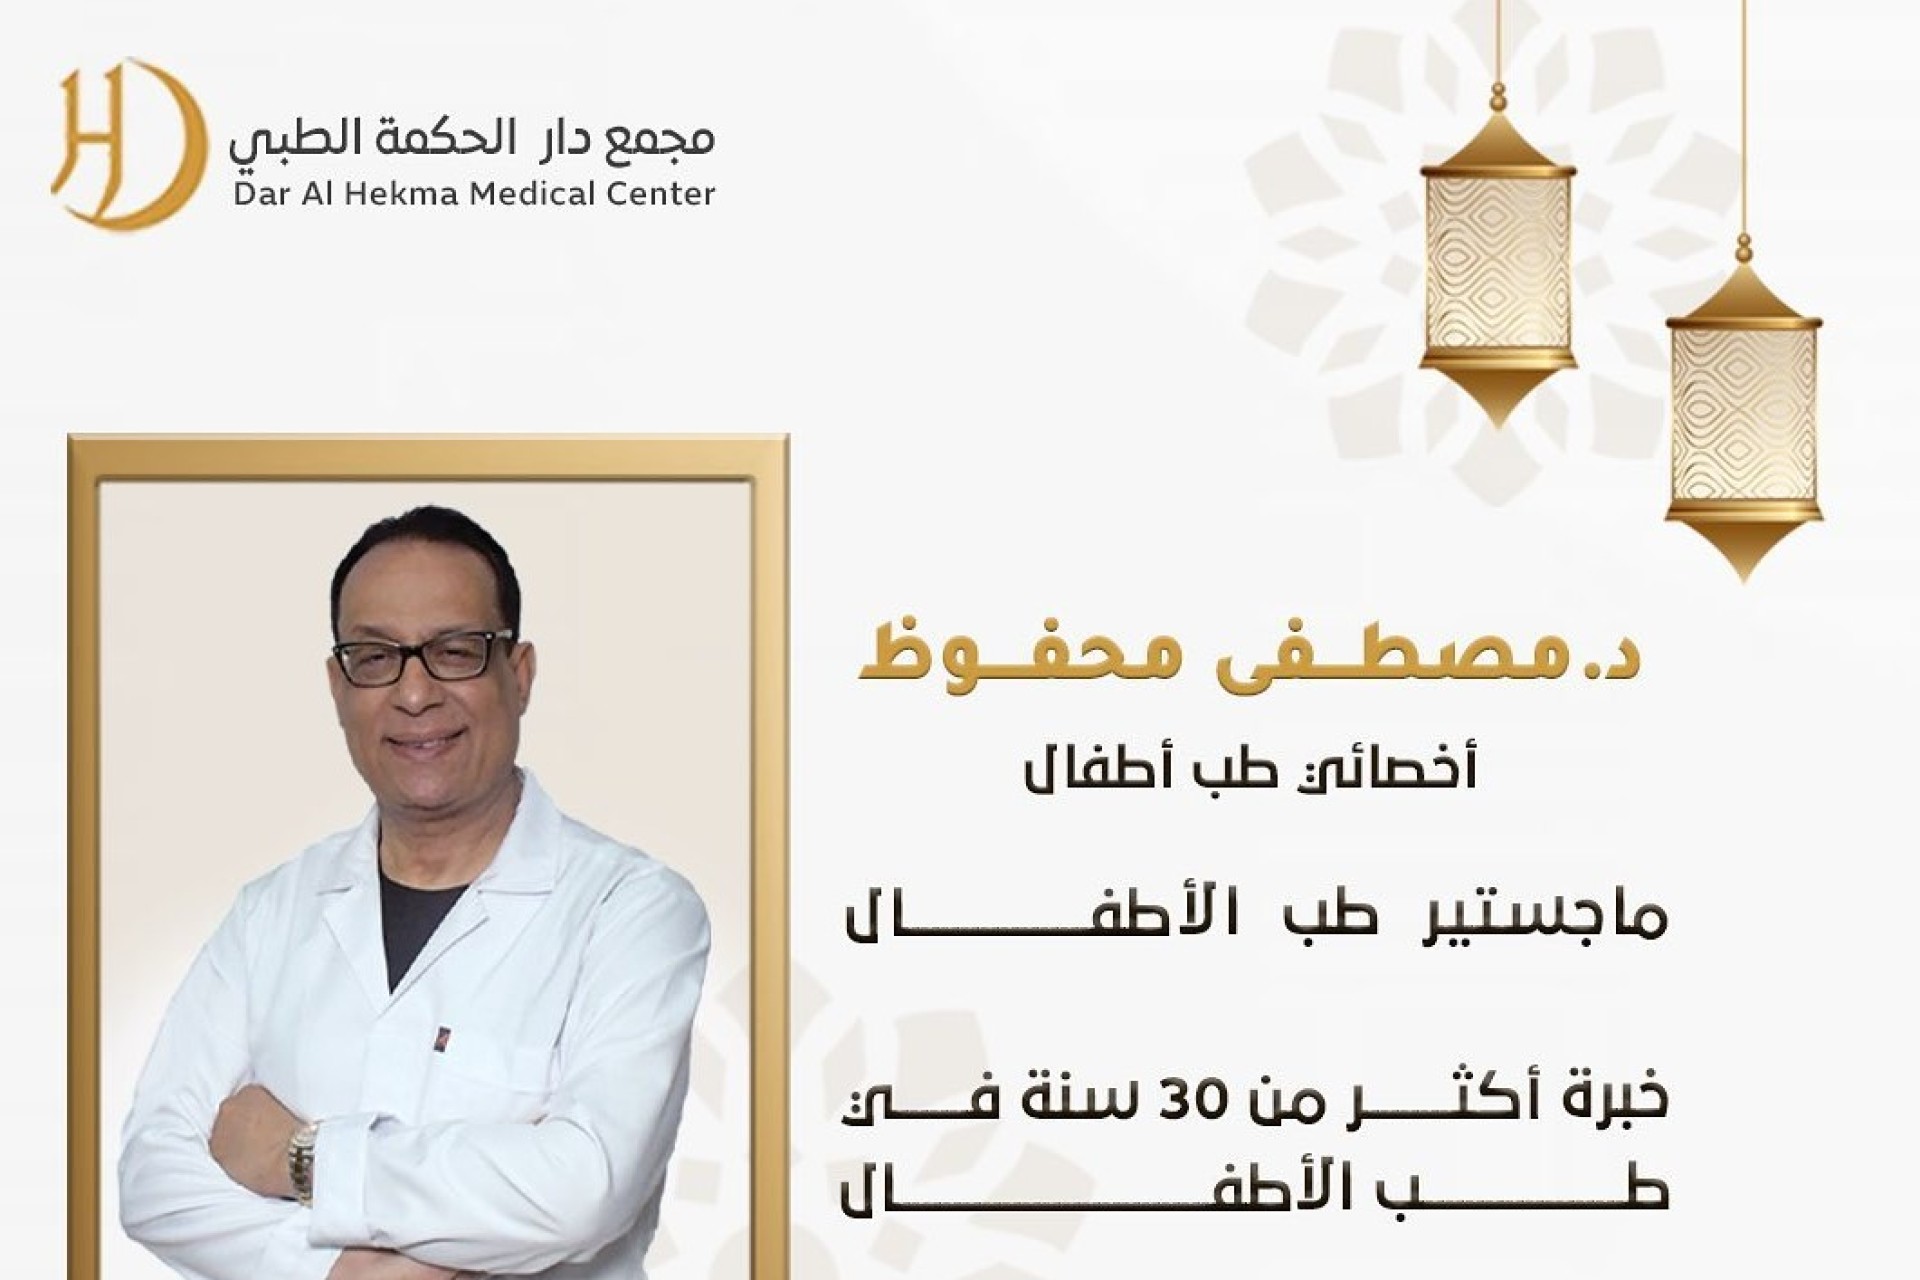 مجمع دار الحكمة الطبي
Dar Al Hekma Medical Center
د.مصطفى محفوظ
أخصائي طب أطفال
ماجستير طب الأطفال
خبرة أكثر من 30 سنة في
طب الأطفال